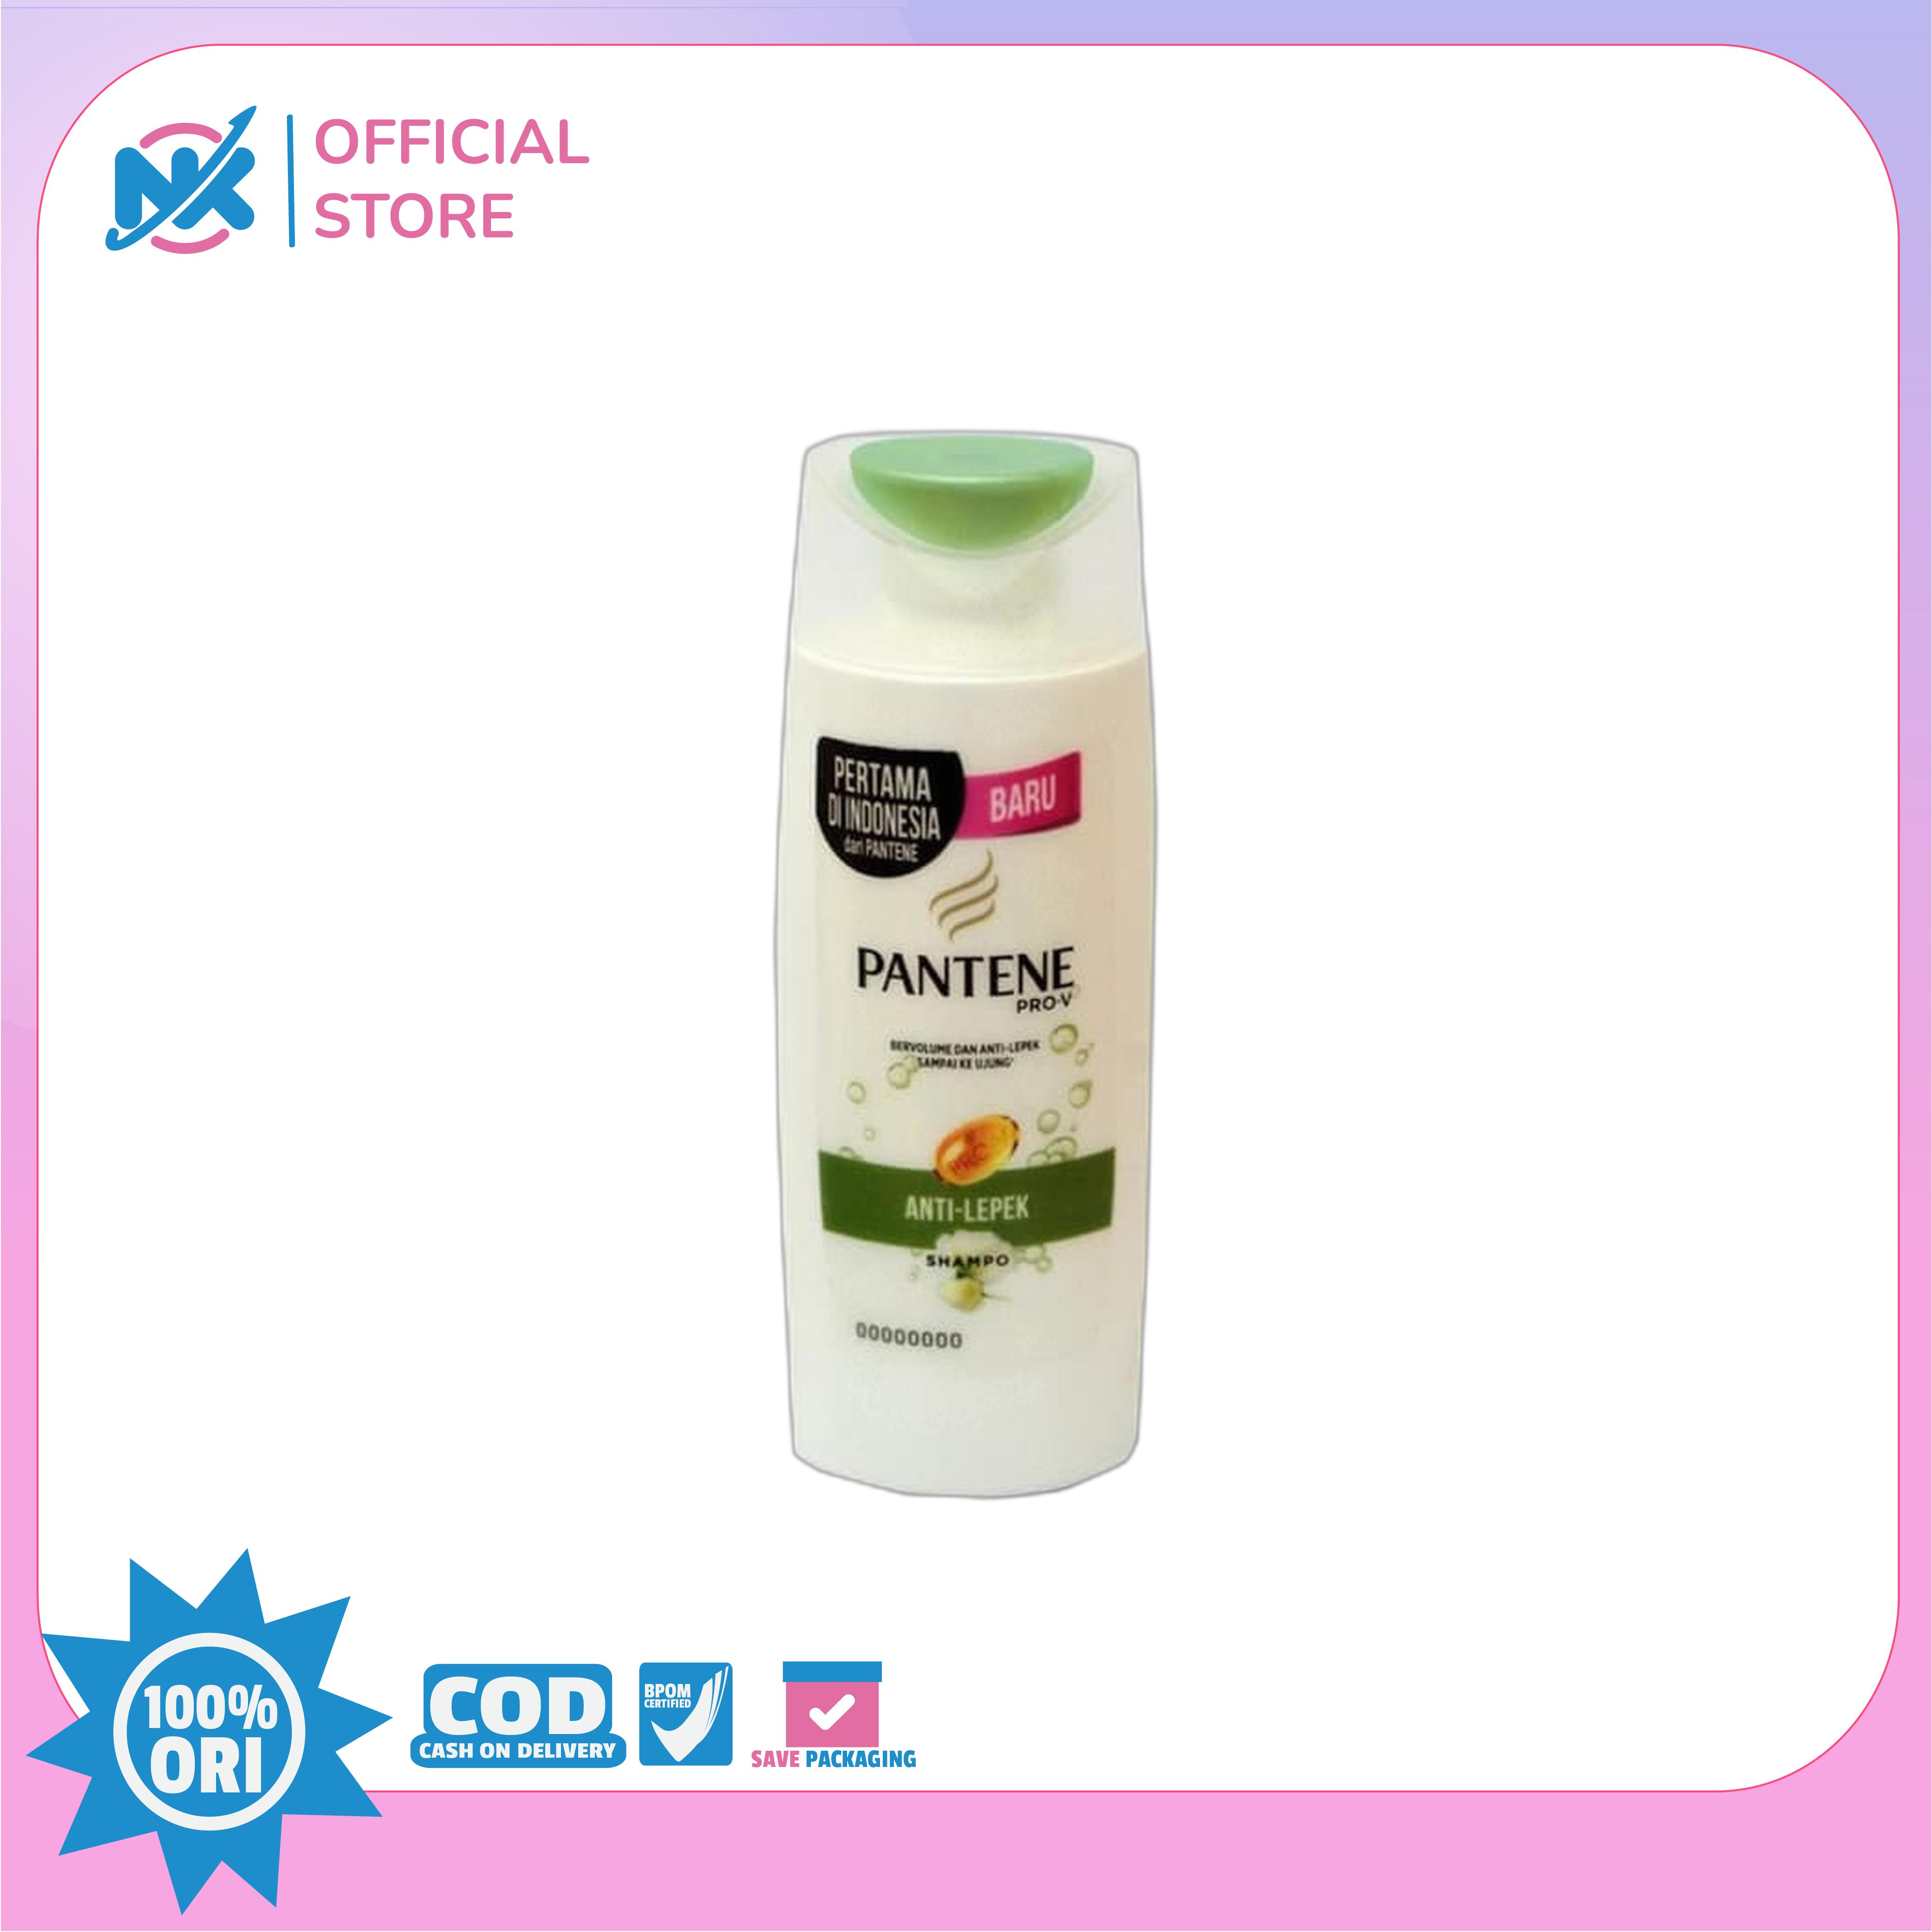 NK
OFFICIAL
STORE
PERTAMA
DI INDONESIA
dari PANTENE
BARU
PANTENE
PRO-V
BERVOLUME DAN ANTI-LEPEK
SAMPAI KE UJUNG*
ANTI-LEPEK
SHAMPO
00000000
100%
ORI
COD
CASH ON DELIVERY
BPOM
CERTIFIED
SAVE PACKAGING